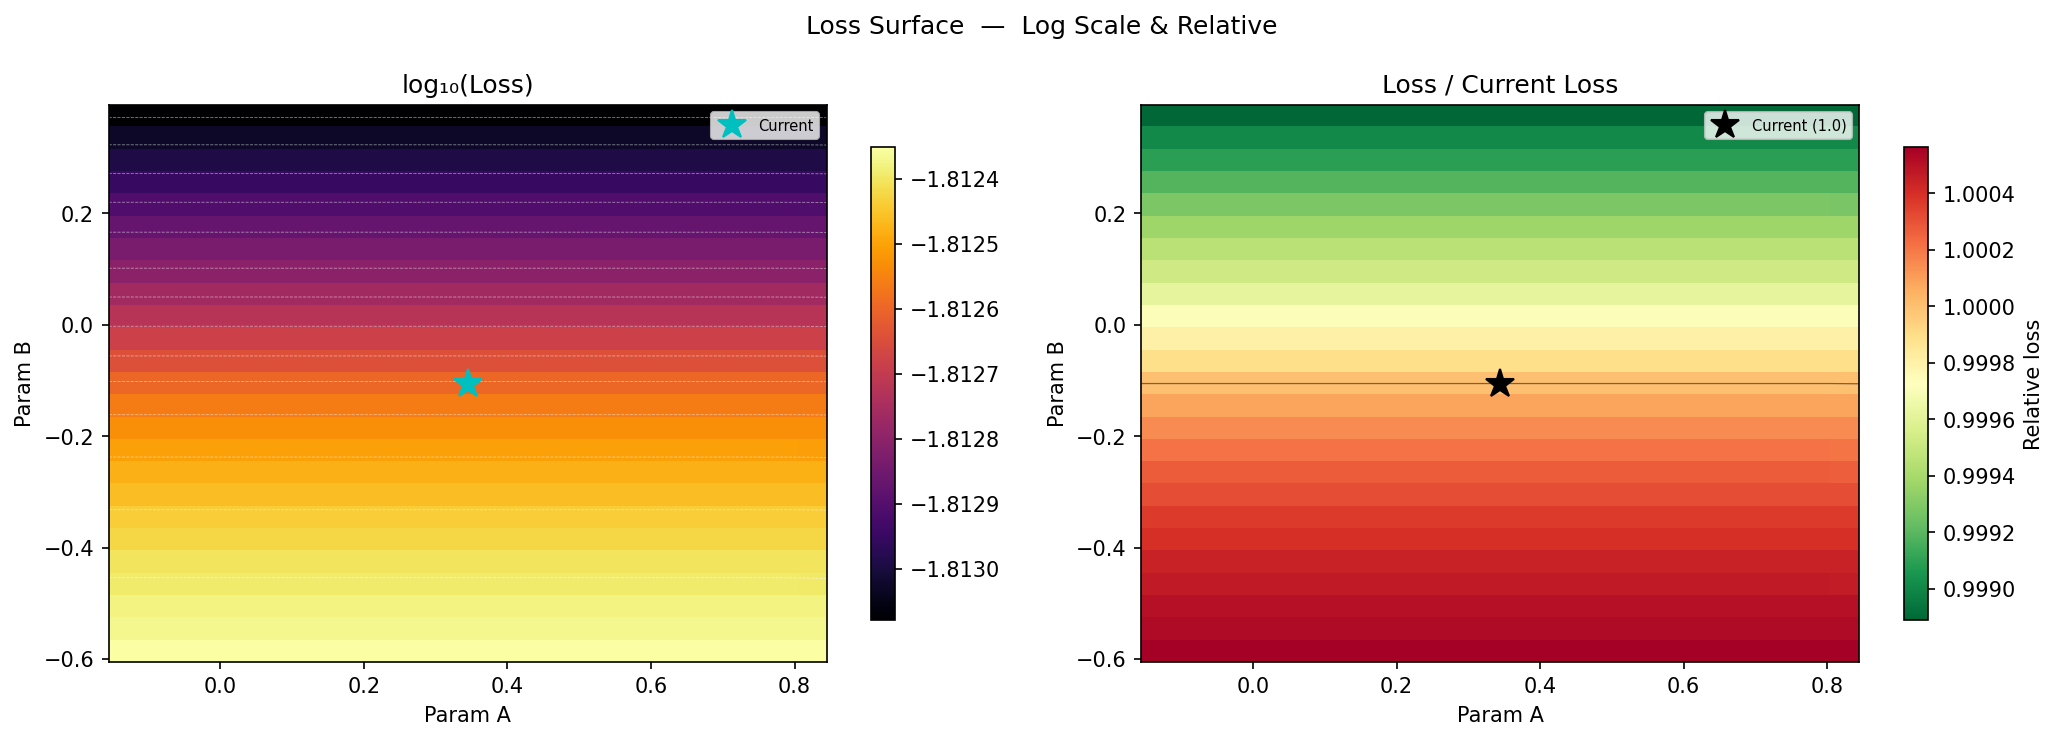 Loss Surface — Log Scale & Relative
log₁₀(Loss)
Current
Param B
0.2
0.0
−0.2
−0.4
−0.6
0.0 0.2 0.4 0.6 0.8
Param A
−1.8124
−1.8125
−1.8126
−1.8127
−1.8128
−1.8129
−1.8130
Loss / Current Loss
Current (1.0)
Param B
0.2
0.0
−0.2
−0.4
−0.6
0.0 0.2 0.4 0.6 0.8
Param A
1.0004
1.0002
1.0000
0.9998
0.9996
0.9994
0.9992
0.9990
Relative loss